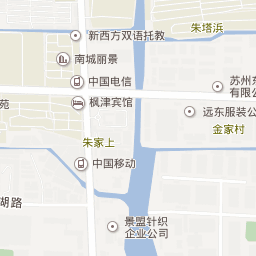 朱塔浜
新西方双语托教
南城丽景
中国电信
苏州东
有限公
苑
枫津宾馆
远东服装公
金家村
朱家上
中国移动
湖路
景盟针织
企业公司